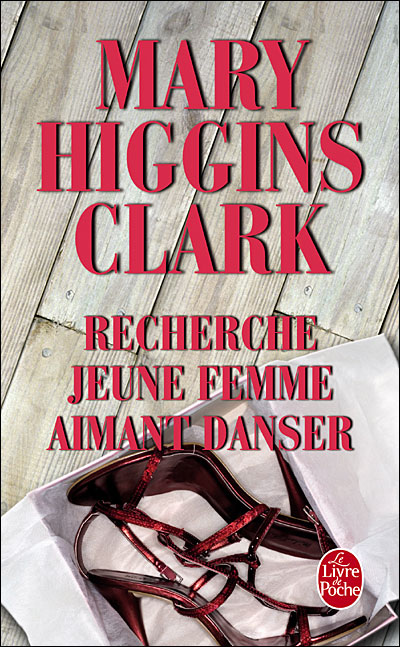 MARY
HIGGINS
CLARK
RECHERCHE
JEUNE FEMME
AIMANT DANSER
Le
Livre
de
Poche